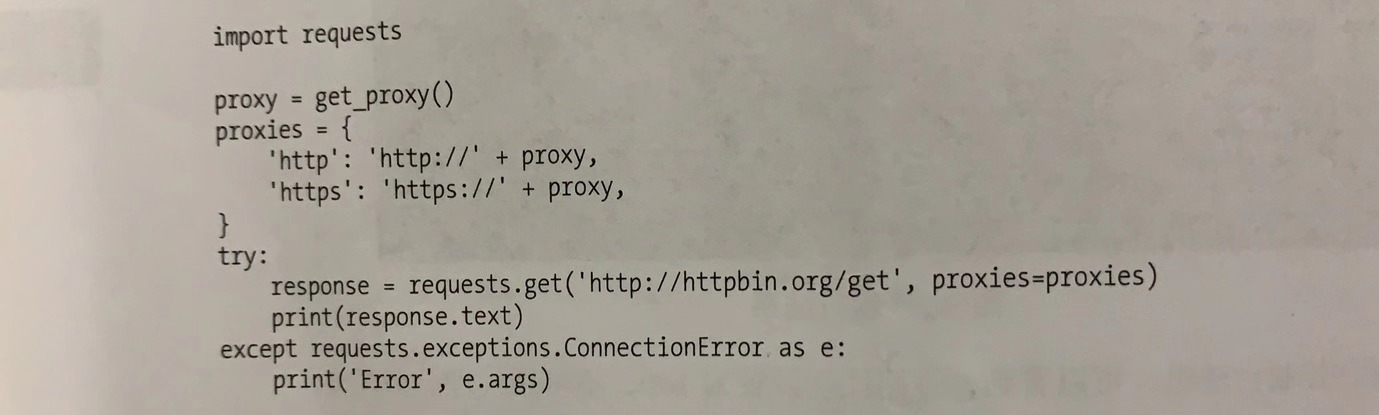 import requests
proxy = get_proxy()
proxies = {
    'http': 'http://' + proxy,
    'https': 'https://' + proxy,
}
try:
    response = requests.get('http://httpbin.org/get', proxies=proxies)
    print(response.text)
except requests.exceptions.ConnectionError as e:
    print('Error', e.args)